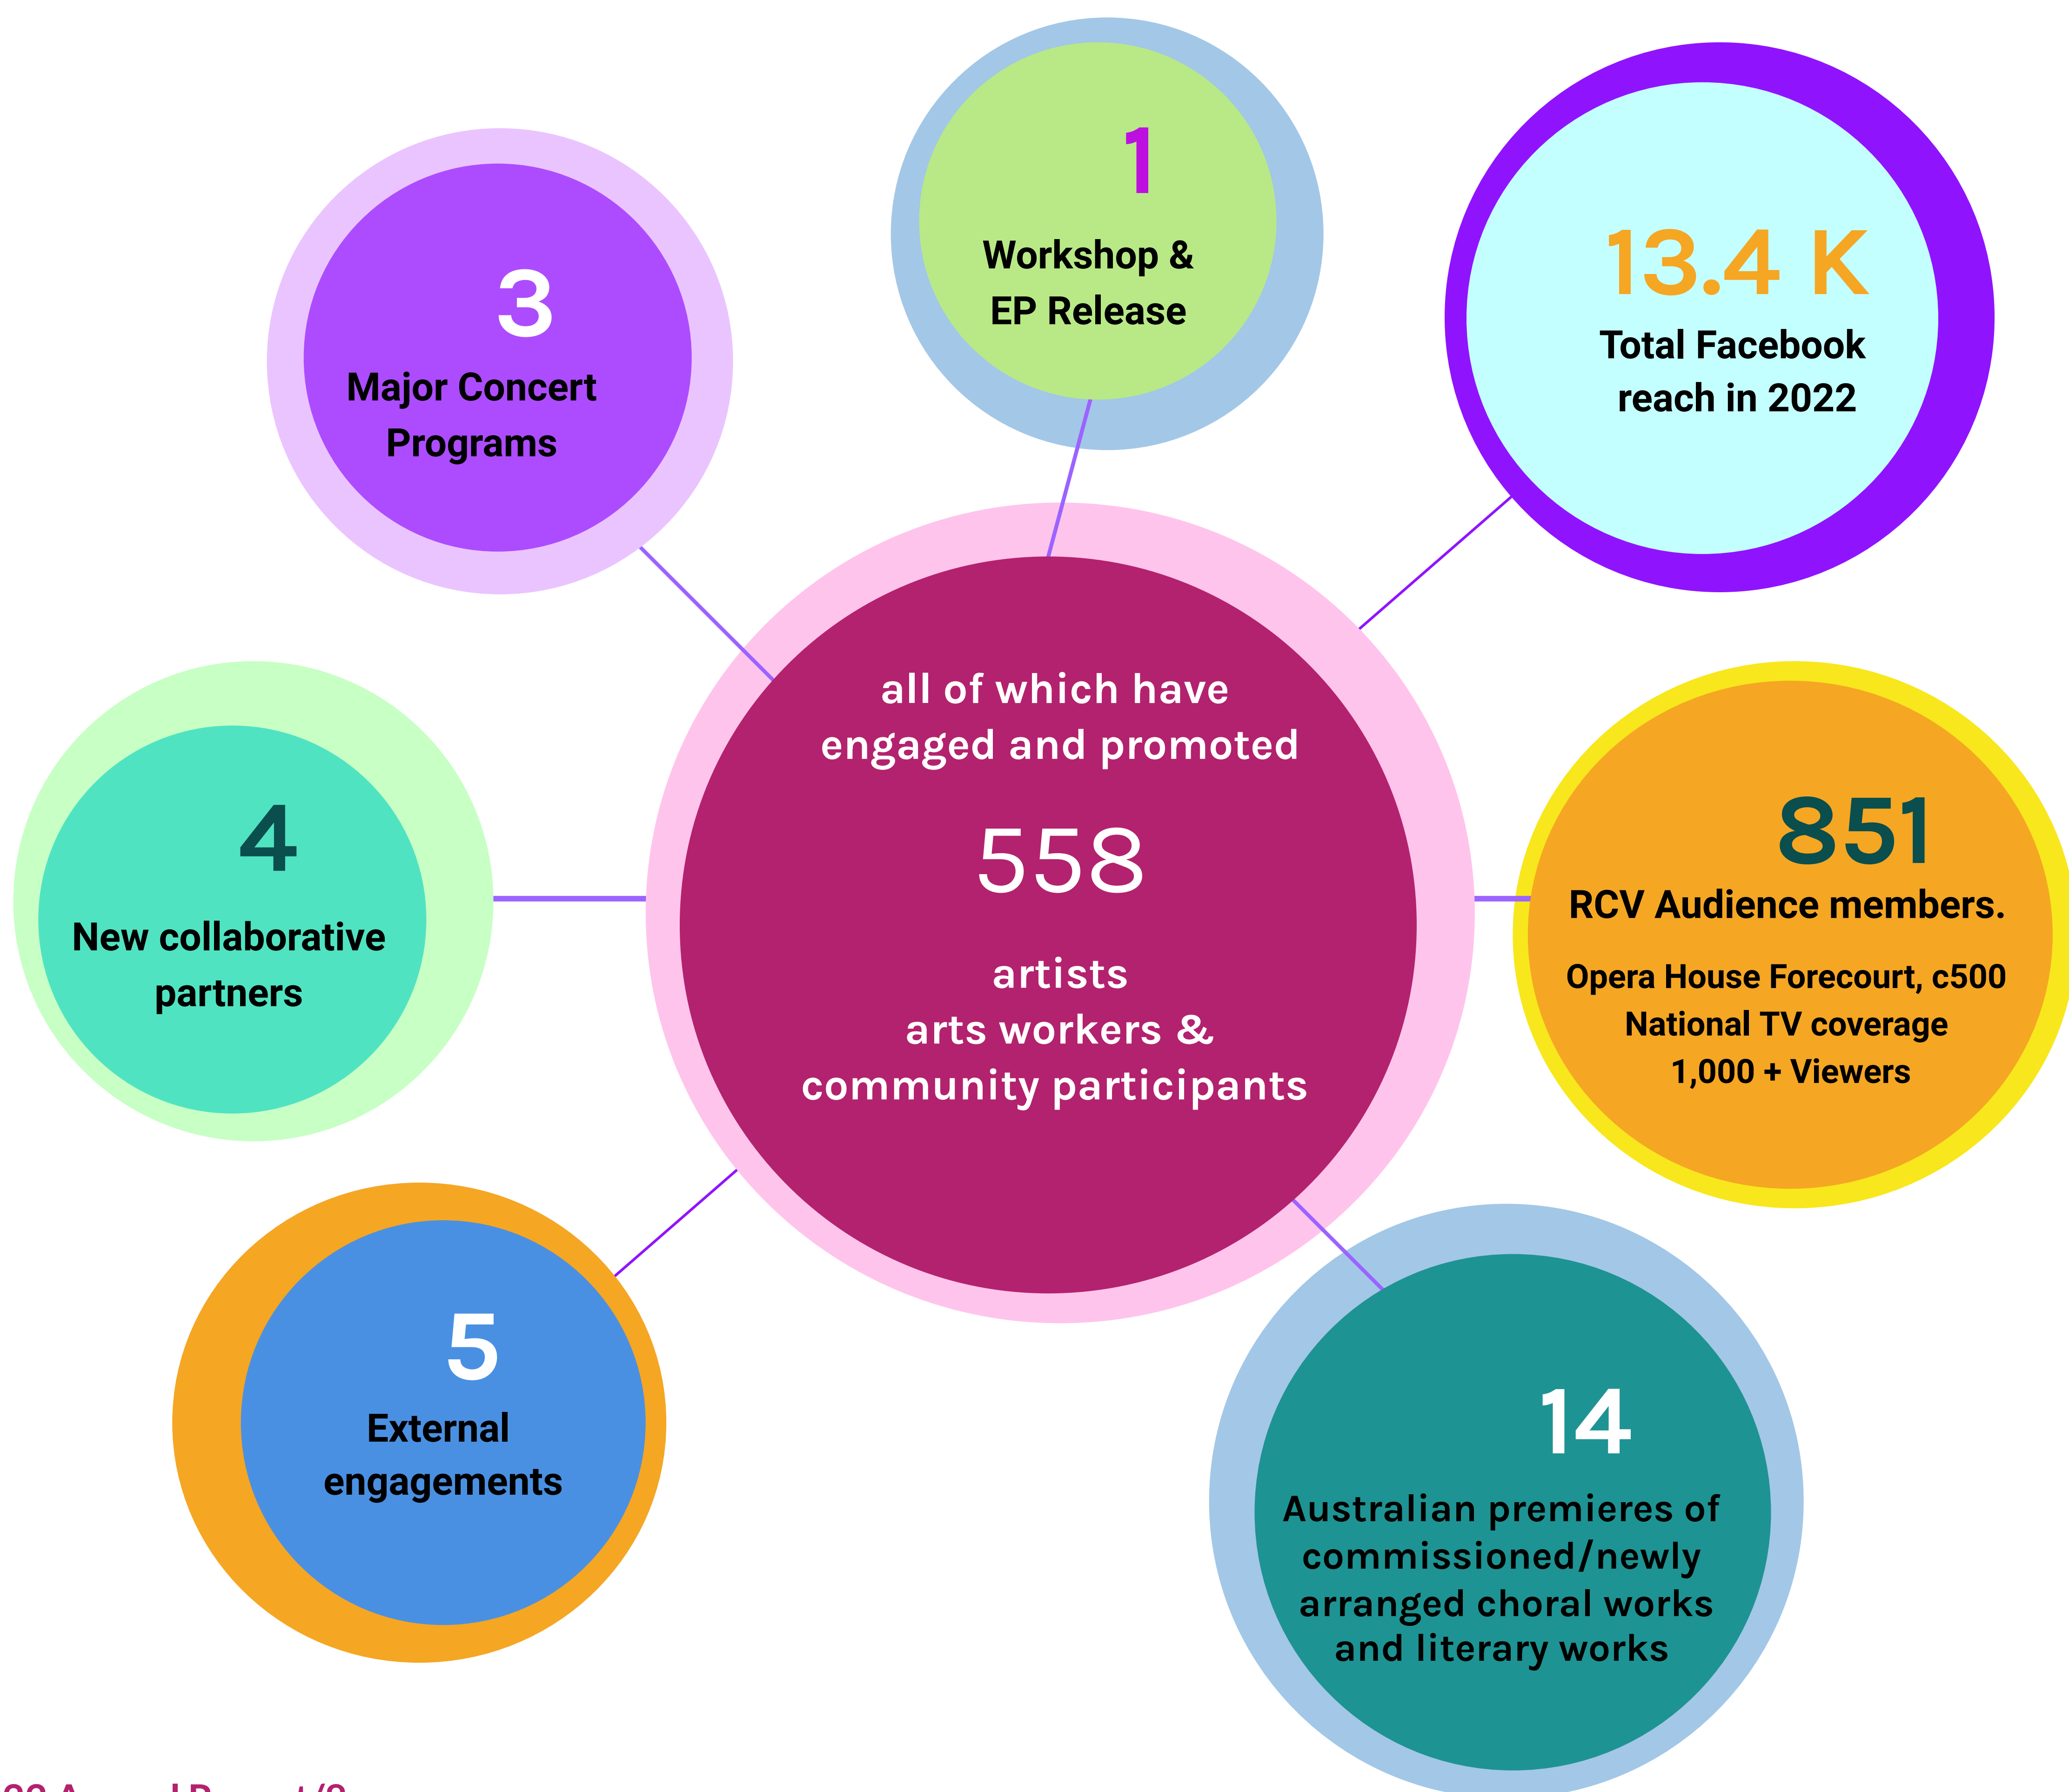 1
Workshop &
EP Release
13.4 K
Total Facebook
reach in 2022
3
Major Concert
Programs
all of which have
engaged and promoted
558
artists
arts workers &
community participants
4
New collaborative
partners
851
RCV Audience members.
Opera House Forecourt, c500
National TV coverage
1,000 + Viewers
5
External
engagements
14
Australian premieres of
commissioned/newly
arranged choral works
and literary works